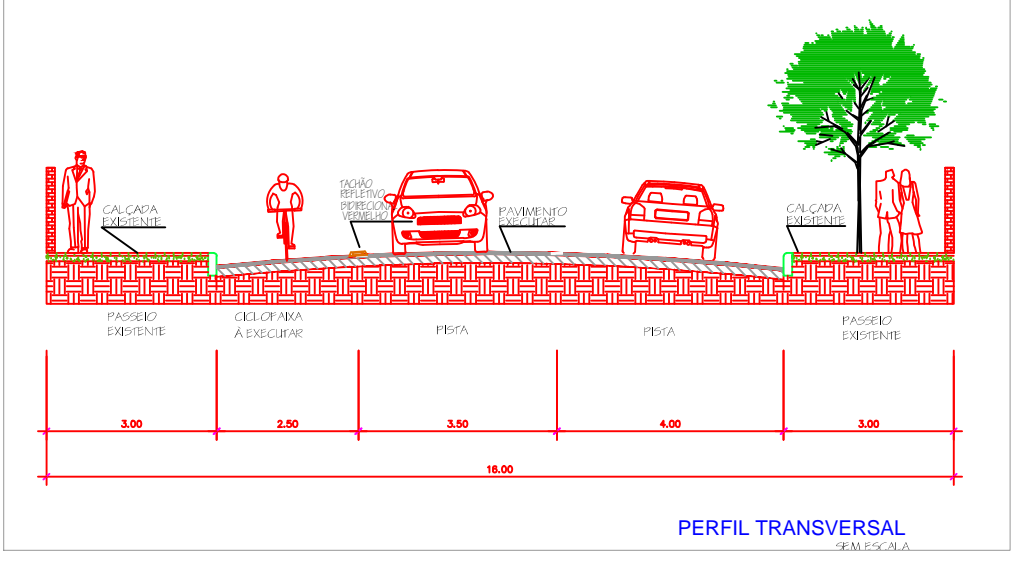 TACHÃO
REFLETIVO
BIDIRECIONAL
VERMELHO
CALÇADA
EXISTENTE
PAVIMENTO
EXECUTAR
CALÇADA
EXISTENTE
PASSEIO
EXISTENTE
CICLOFAIXA
À EXECUTAR
PISTA
PISTA
PASSEIO
EXISTENTE
3.00
2.50
3.50
4.00
3.00
16.00
PERFIL TRANSVERSAL
SEM ESCALA